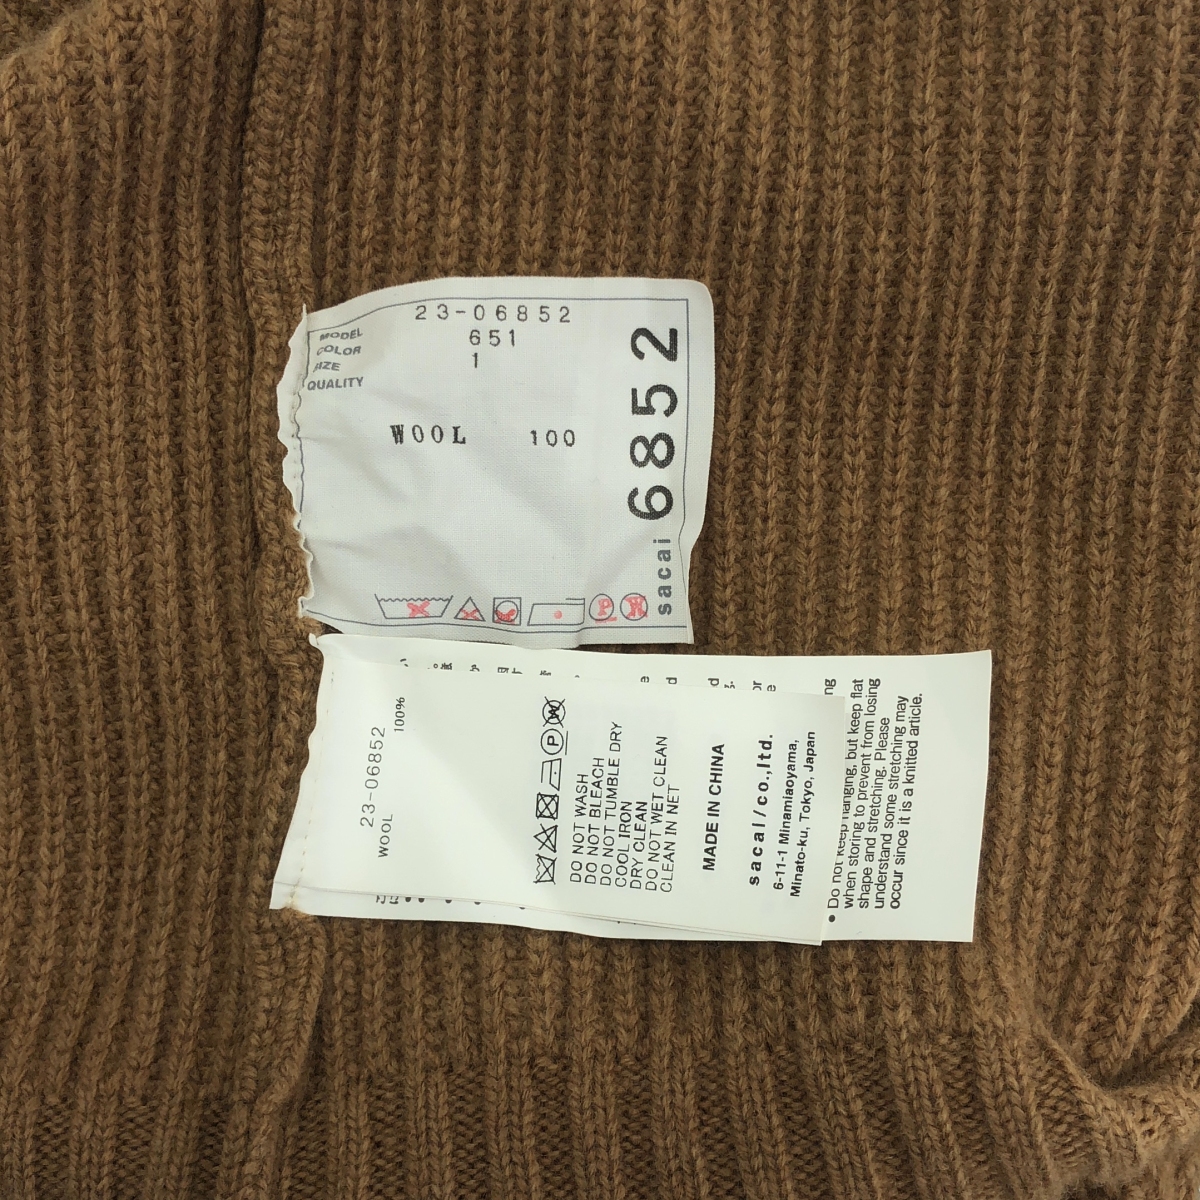 MODEL 23-06852
COLOR 651
SIZE 1
QUALITY
WOOL 100
sacai 6852
P
W
23-06852
WOOL 100%
P
W
DO NOT WASH
DO NOT BLEACH
DO NOT TUMBLE DRY
COOL IRON
DRY CLEAN
DO NOT WET CLEAN
CLEAN IN NET
MADE IN CHINA
sacai/co.,ltd.
6-11-1 Minamiaoyama,
Minato-ku, Tokyo, Japan
• Do not keep hanging, but keep flat
when storing to prevent from losing
shape and stretching. Please
understand some stretching may
occur since it is a knitted article.